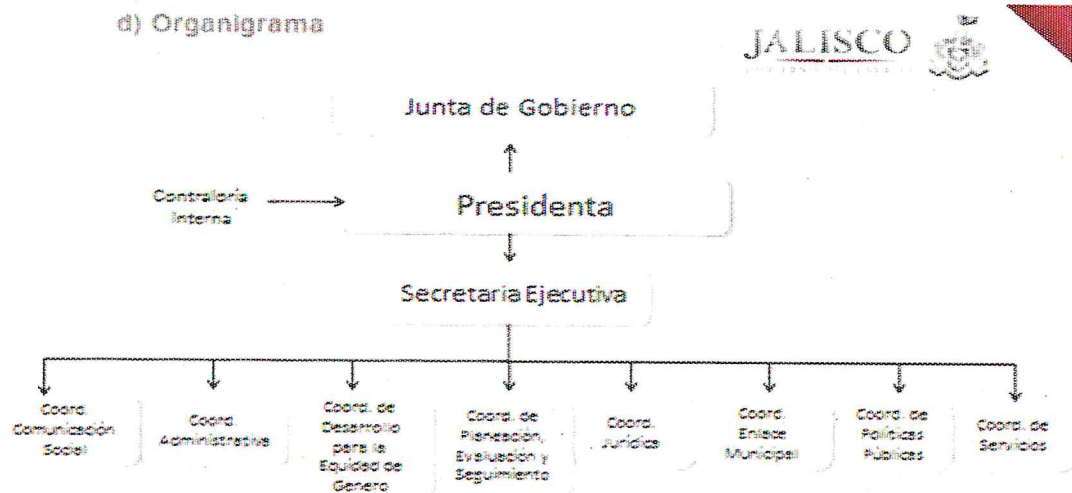 d) Organigrama
JALISCO
Junta de Gobierno
Contraloría
Interna
Presidenta
Secretaria Ejecutiva
Coord.
Comunicación
Social
Coord.
Administrativa
Coord. de
Desarrollo
para la
Equidad de
Genero
Coord. de
Planeación,
Evaluación y
Seguimiento
Coord.
Jurídica
Coord.
Enlace
Municipal
Coord. de
Políticas
Públicas
Coord. de
Servicios